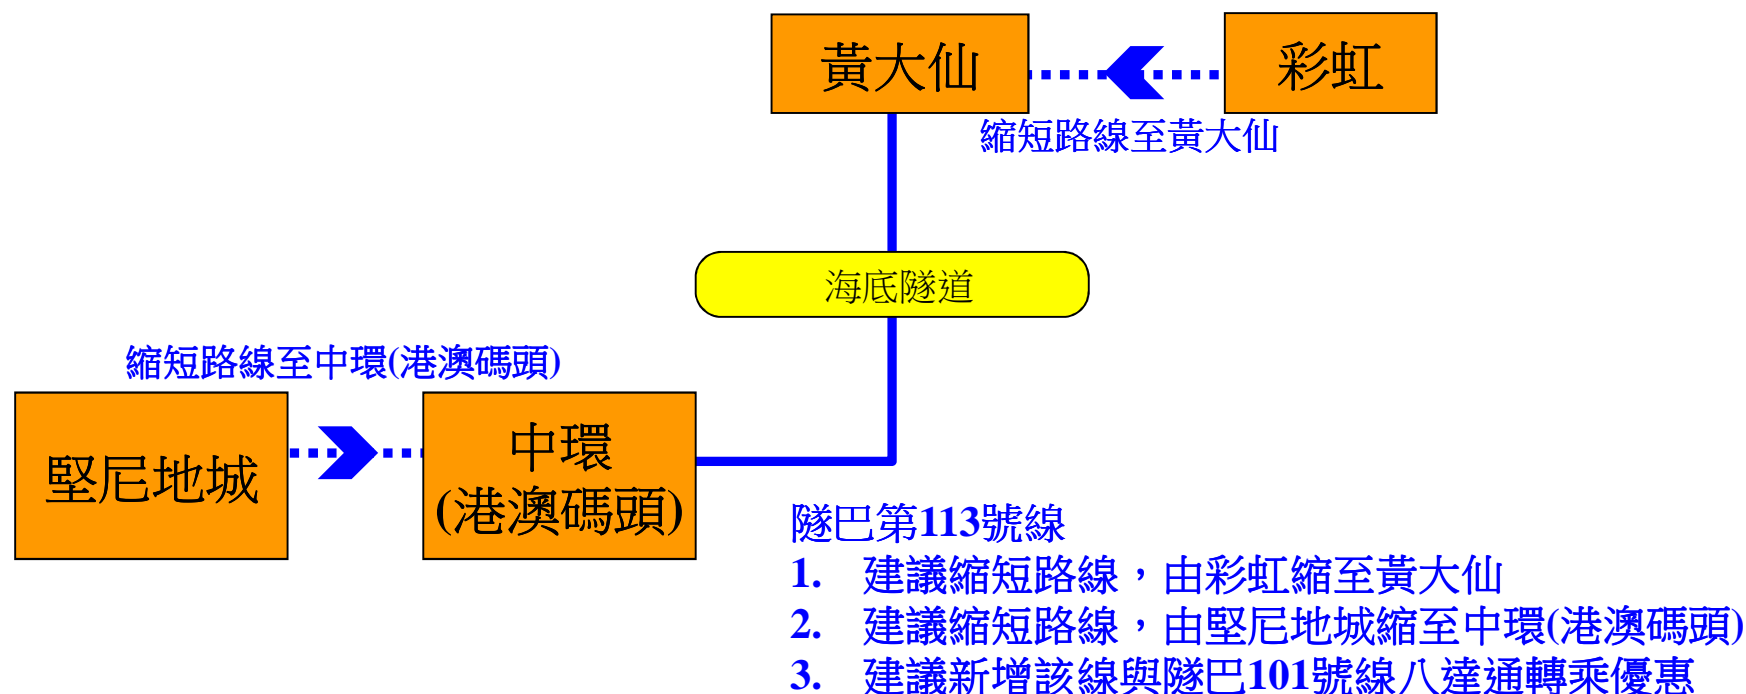 黃大仙
彩虹
縮短路線至黃大仙
海底隧道
縮短路線至中環(港澳碼頭)
堅尼地城
中環
(港澳碼頭)
隧巴第113號線
1. 建議縮短路線，由彩虹縮至黃大仙
2. 建議縮短路線，由堅尼地城縮至中環(港澳碼頭)
3. 建議新增該線與隧巴101號線八達通轉乘優惠